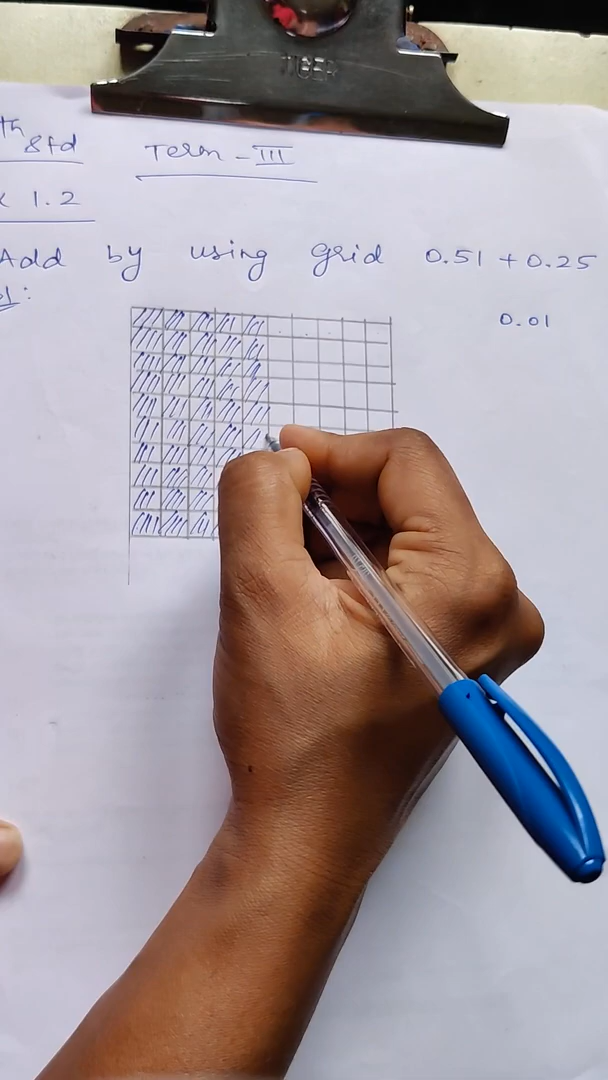 TIGER
th Std Term - III
x 1.2
Add by using grid 0.51 + 0.25
0.01